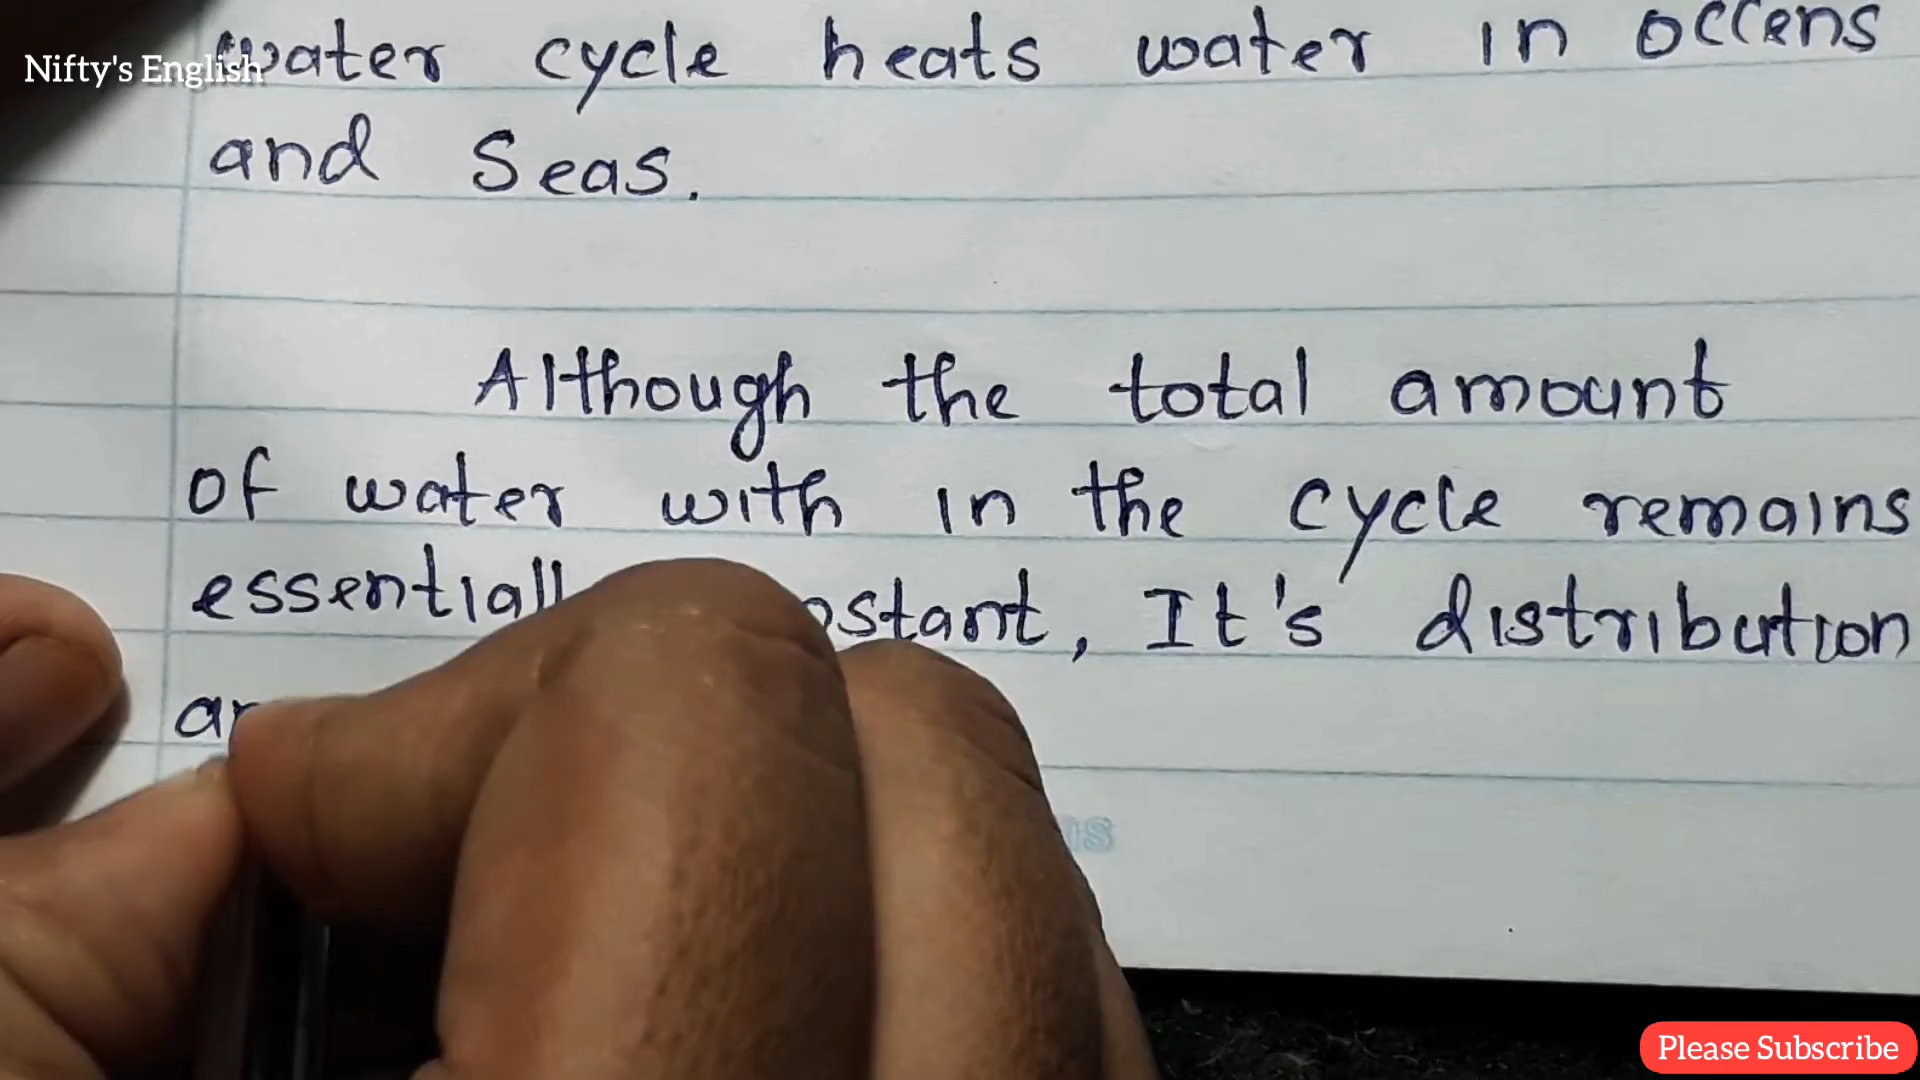 Nifty's English
water cycle heats water in occens
and Seas.
Although the total amount
of water with in the cycle remains
essentiall
stant, It's distribution
Please Subscribe